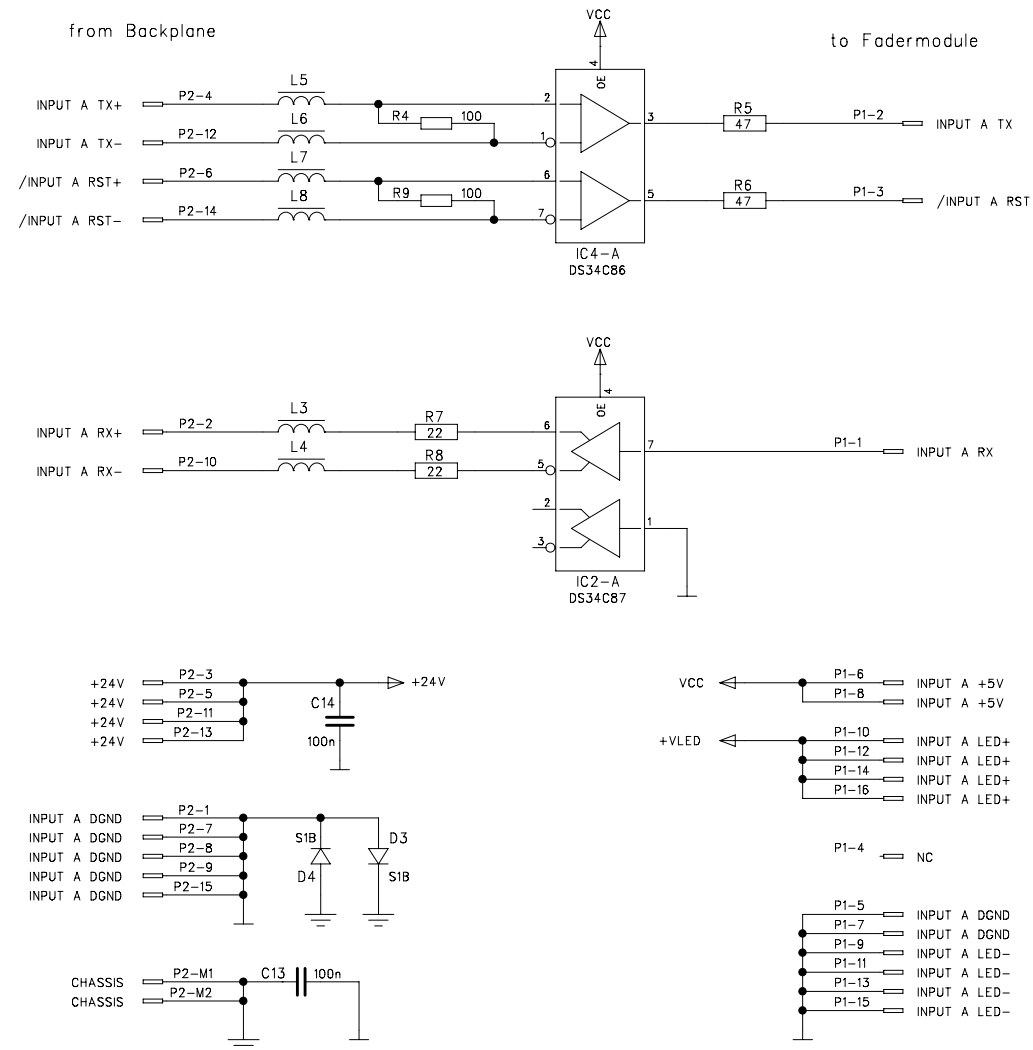 from Backplane
VCC
to Fadermodule
4
OE
L5
INPUT A TX+ P2-4 2
R4 100
3 R5 47 P1-2 INPUT A TX
L6
INPUT A TX- P2-12 1
L7
/INPUT A RST+ P2-6 6
R9 100
5 R6 47 P1-3 /INPUT A RST
L8
/INPUT A RST- P2-14 7
IC4-A
DS34C86
VCC
4
OE
L3 R7
INPUT A RX+ P2-2 22 6
7 P1-1 INPUT A RX
L4 R8
INPUT A RX- P2-10 22 5
2
1
3
IC2-A
DS34C87
+24V P2-3 +24V
+24V P2-5
+24V P2-11
+24V P2-13
C14
100n
VCC P1-6 INPUT A +5V
P1-8 INPUT A +5V
+VLED P1-10 INPUT A LED+
P1-12 INPUT A LED+
P1-14 INPUT A LED+
P1-16 INPUT A LED+
INPUT A DGND P2-1
INPUT A DGND P2-7
INPUT A DGND P2-8
INPUT A DGND P2-9
INPUT A DGND P2-15
S1B D3
D4 S1B
P1-4 NC
P1-5 INPUT A DGND
P1-7 INPUT A DGND
P1-9 INPUT A LED-
P1-11 INPUT A LED-
P1-13 INPUT A LED-
P1-15 INPUT A LED-
CHASSIS P2-M1 C13 100n
CHASSIS P2-M2